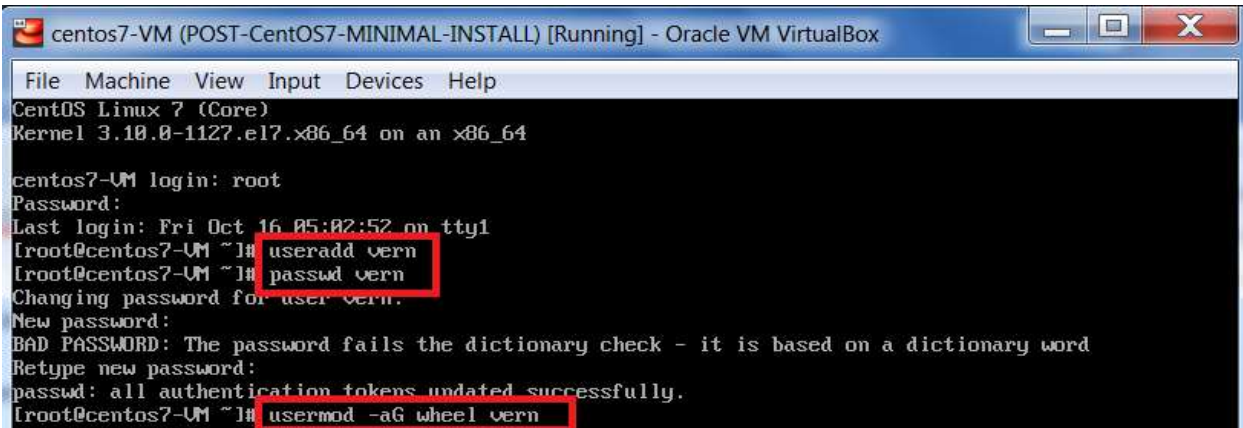 centos7-VM (POST-CentOS7-MINIMAL-INSTALL) [Running] - Oracle VM VirtualBox
File Machine View Input Devices Help
CentOS Linux 7 (Core)
Kernel 3.10.0-1127.el7.x86_64 on an x86_64
centos7-VM login: root
Password:
Last login: Fri Oct 16 05:02:52 on tty1
[root@centos7-VM ~]# useradd vern
[root@centos7-VM ~]# passwd vern
Changing password for user vern.
New password:
BAD PASSWORD: The password fails the dictionary check - it is based on a dictionary word
Retype new password:
passwd: all authentication tokens updated successfully.
[root@centos7-VM ~]# usermod -aG wheel vern